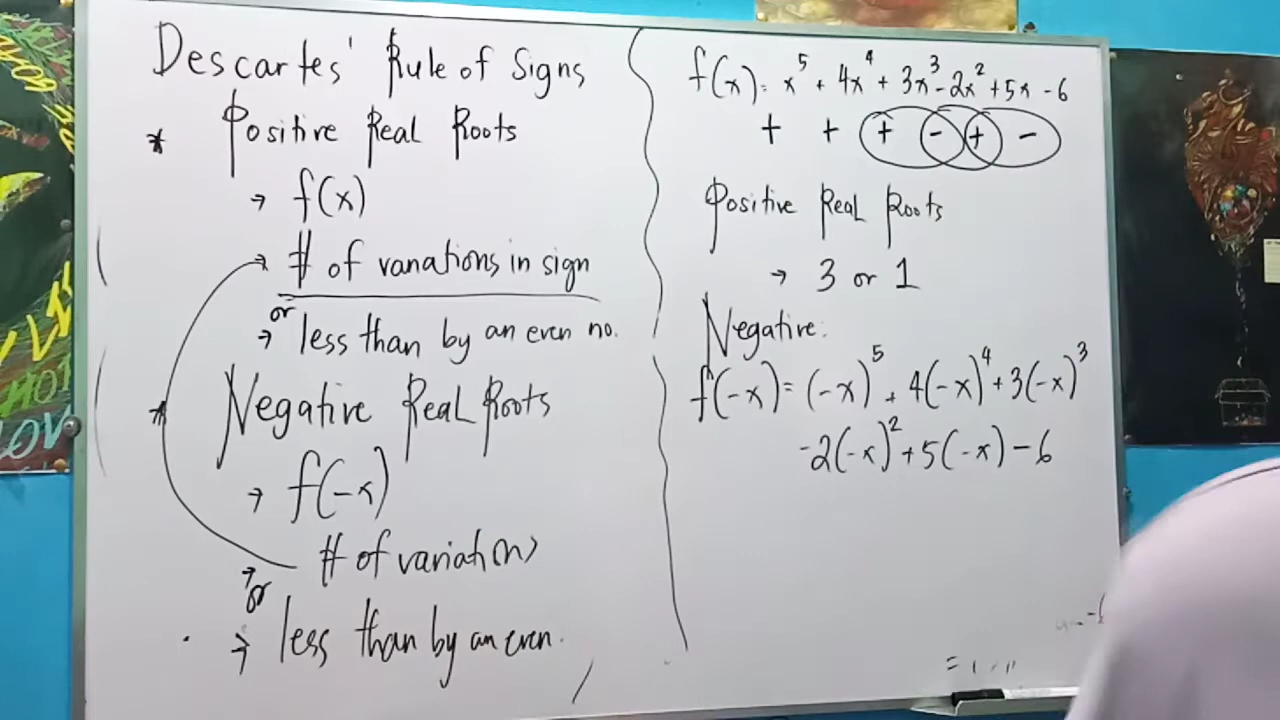 Descartes' Rule of Signs
* Positive Real Roots
→ f(x)
→ # of variations in sign
or
→ less than by an even no.
* Negative Real Roots
→ f(-x)
→ # of variations
or
→ less than by an even.
f(x) = x⁵ + 4x⁴ + 3x³ - 2x² + 5x - 6
+ + + - + -
Positive Real Roots
→ 3 or 1
Negative:
f(-x) = (-x)⁵ + 4(-x)⁴ + 3(-x)³
-2(-x)² + 5(-x) - 6